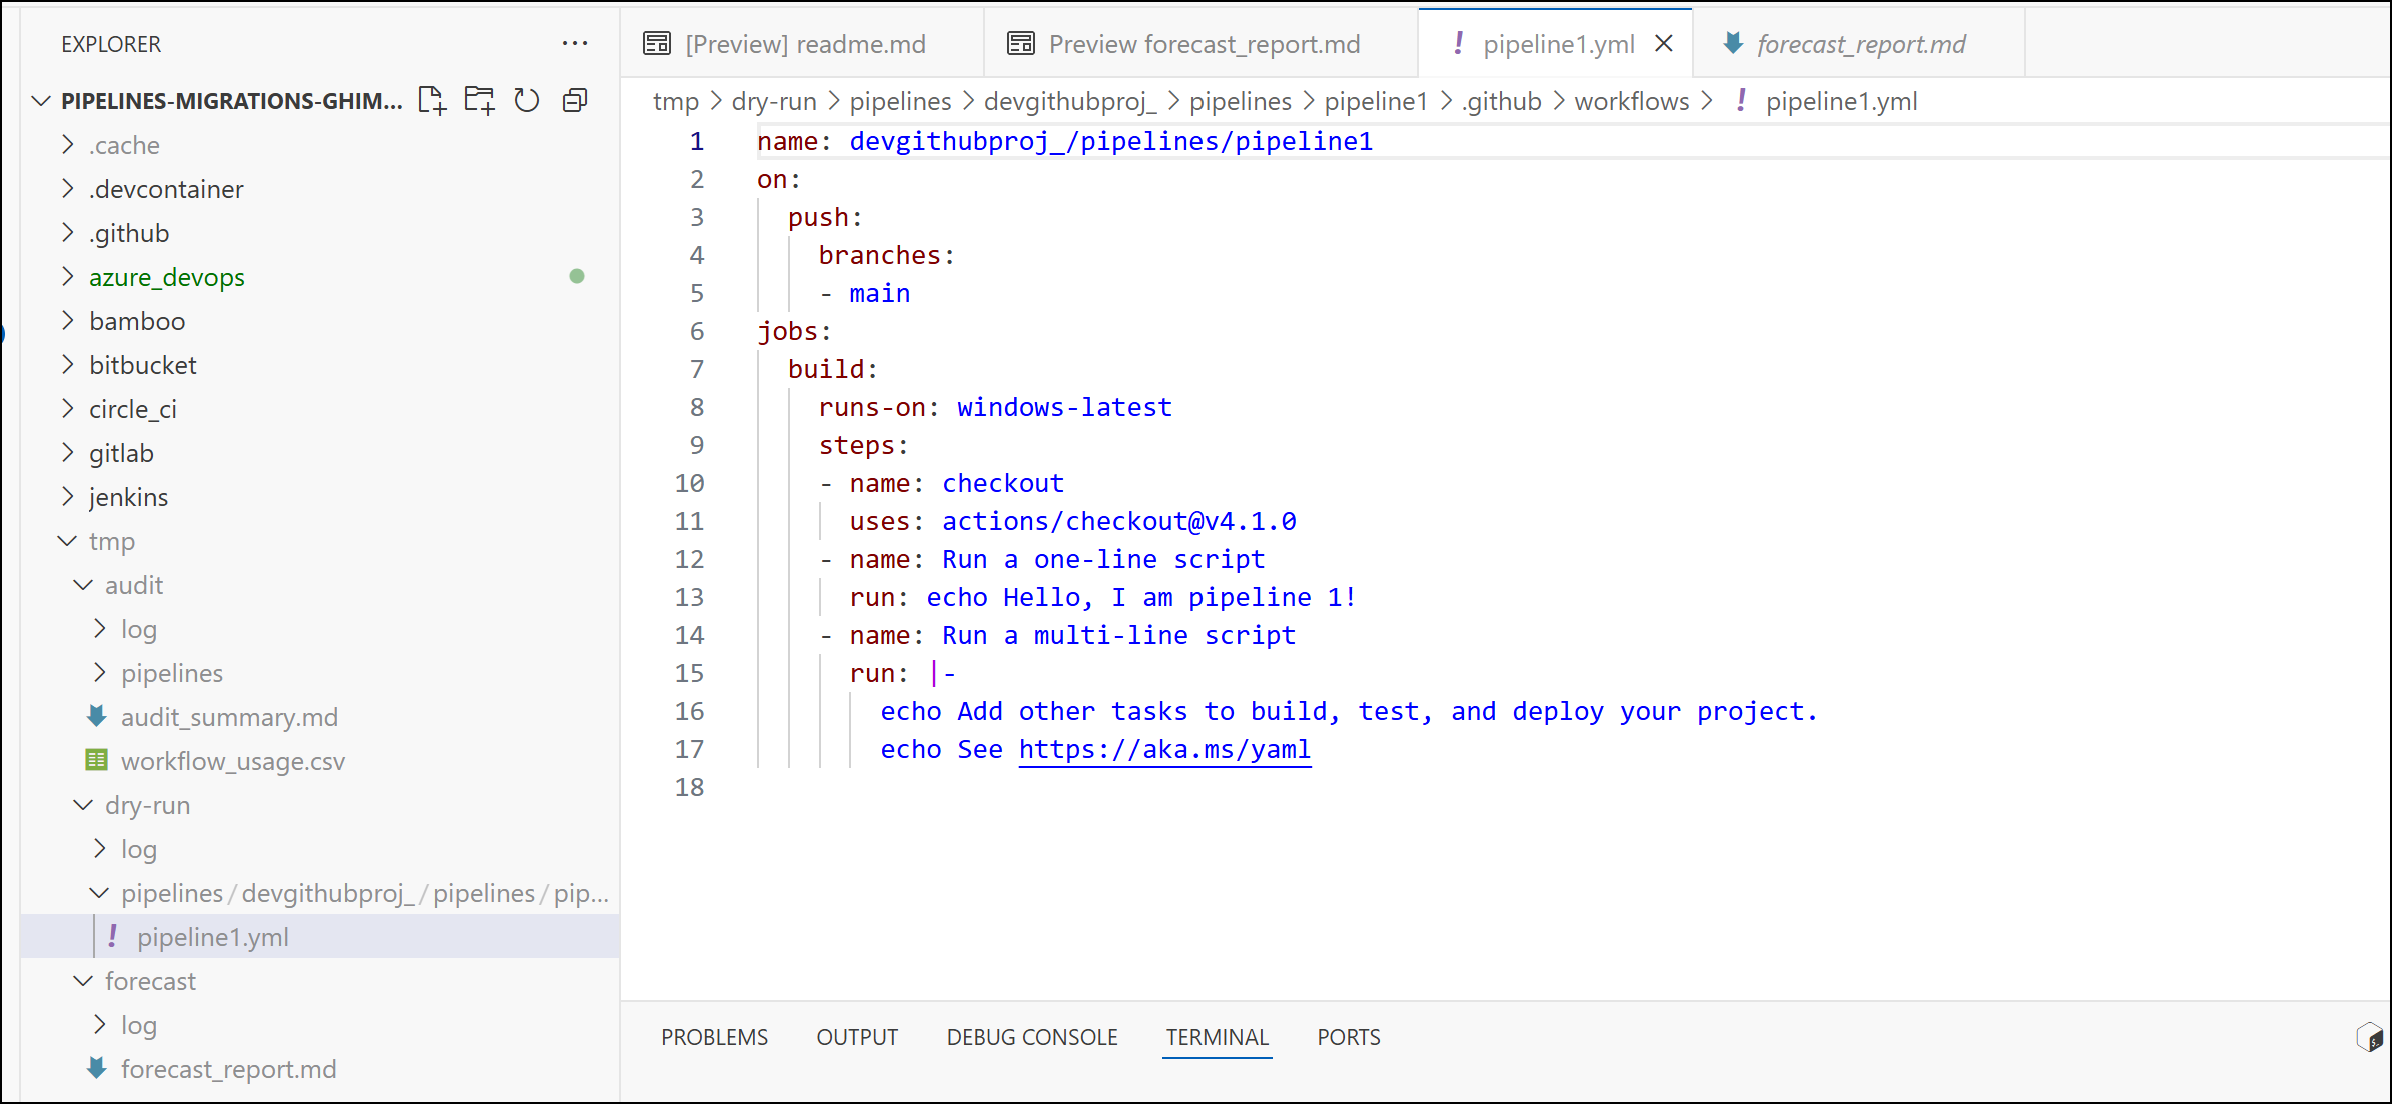 EXPLORER
PIPELINES-MIGRATIONS-GHIM...
.cache
.devcontainer
.github
azure_devops
bamboo
bitbucket
circle_ci
gitlab
jenkins
tmp
audit
log
pipelines
audit_summary.md
workflow_usage.csv
dry-run
log
pipelines/devgithubproj_/pipelines/pip...
! pipeline1.yml
forecast
log
forecast_report.md
[Preview] readme.md
Preview forecast_report.md
! pipeline1.yml
forecast_report.md
tmp > dry-run > pipelines > devgithubproj_ > pipelines > pipeline1 > .github > workflows > ! pipeline1.yml
1 name: devgithubproj_/pipelines/pipeline1
2 on:
3 push:
4 branches:
5 - main
6 jobs:
7 build:
8 runs-on: windows-latest
9 steps:
10 - name: checkout
11 uses: actions/checkout@v4.1.0
12 - name: Run a one-line script
13 run: echo Hello, I am pipeline 1!
14 - name: Run a multi-line script
15 run: |-
16 echo Add other tasks to build, test, and deploy your project.
17 echo See https://aka.ms/yaml
18
PROBLEMS OUTPUT DEBUG CONSOLE TERMINAL PORTS